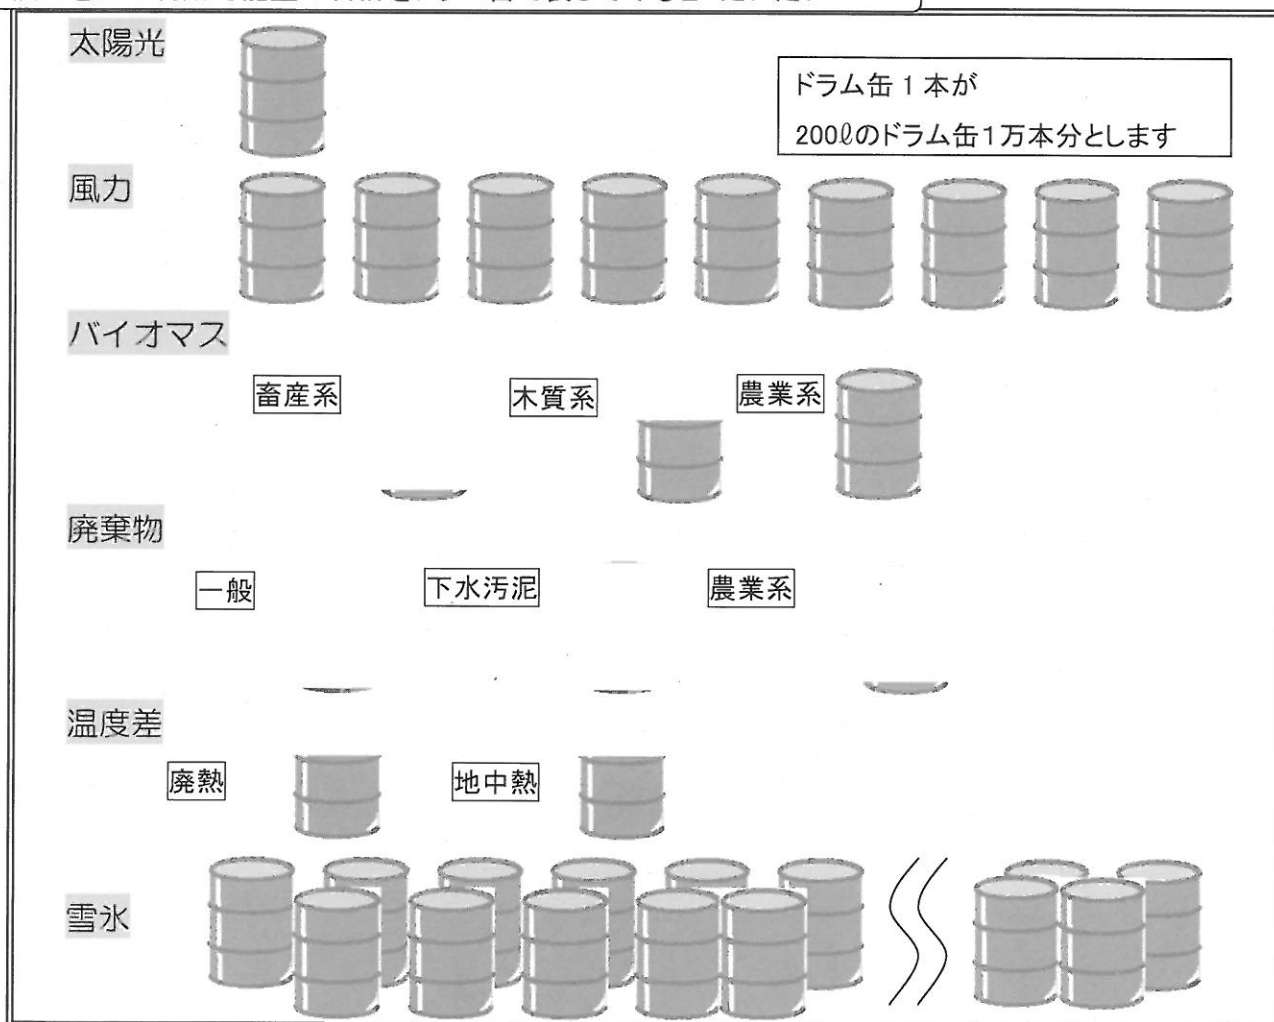 太陽光
ドラム缶1本が
200ℓのドラム缶1万本分とします
風力
バイオマス
畜産系
木質系
農業系
廃棄物
一般
下水汚泥
農業系
温度差
廃熱
地中熱
雪氷